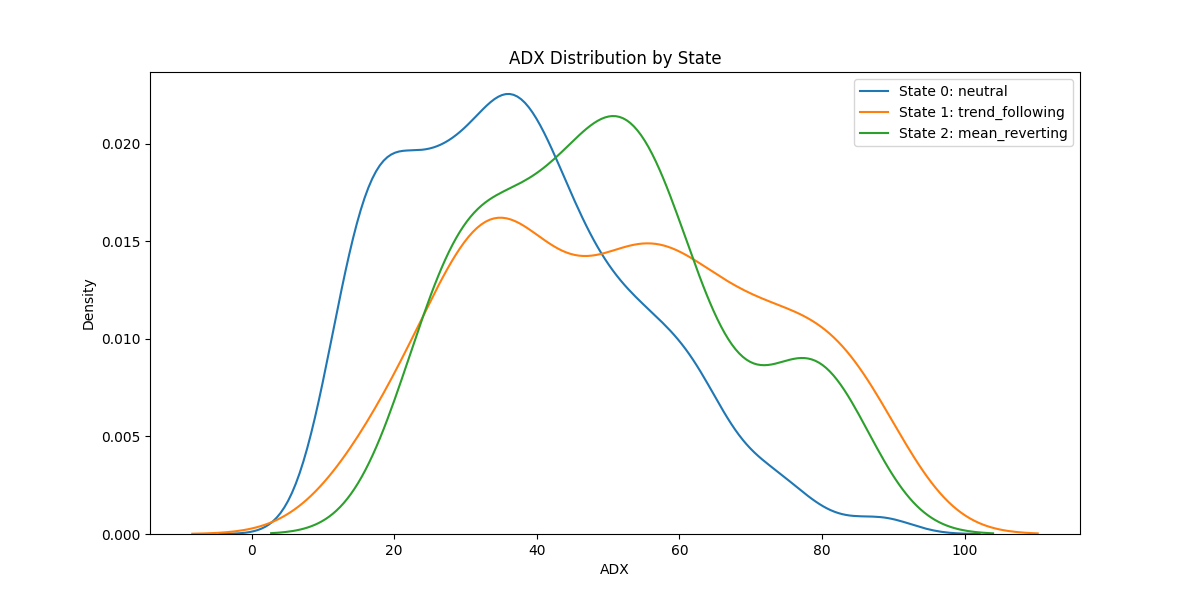 ADX Distribution by State
State 0: neutral
State 1: trend_following
State 2: mean_reverting
Density
0.020
0.015
0.010
0.005
0.000
0 20 40 60 80 100
ADX